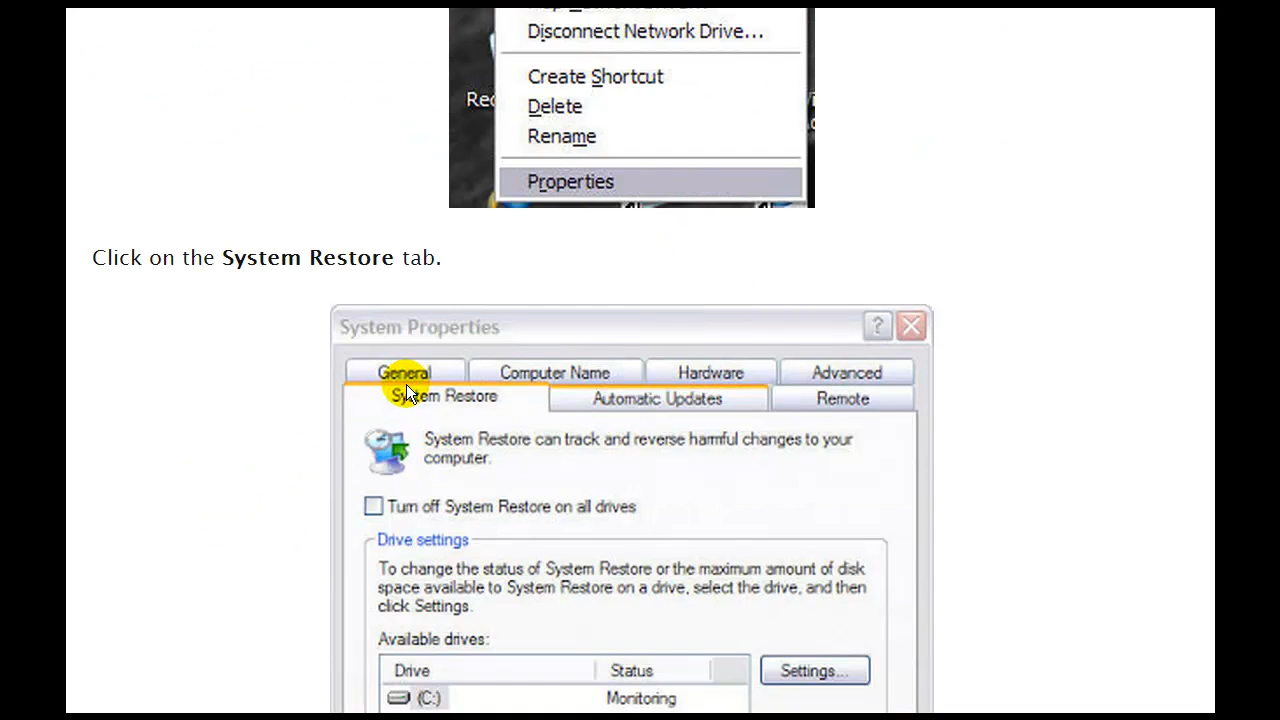 Disconnect Network Drive...
Create Shortcut
Delete
Rename
Properties
Click on the System Restore tab.
System Properties
General Computer Name Hardware Advanced
System Restore Automatic Updates Remote
System Restore can track and reverse harmful changes to your
computer.
Turn off System Restore on all drives
Drive settings
To change the status of System Restore or the maximum amount of disk
space available to System Restore on a drive, select the drive, and then
click Settings.
Available drives:
Drive Status Settings...
(C:) Monitoring